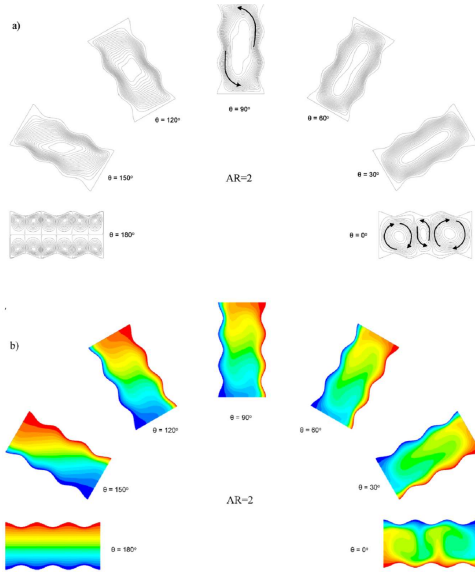 a)
θ = 90°
θ = 120°
θ = 60°
θ = 150°
AR=2
θ = 30°
θ = 180°
θ = 0°
b)
θ = 90°
θ = 120°
θ = 60°
θ = 150°
AR=2
θ = 30°
θ = 180°
θ = 0°